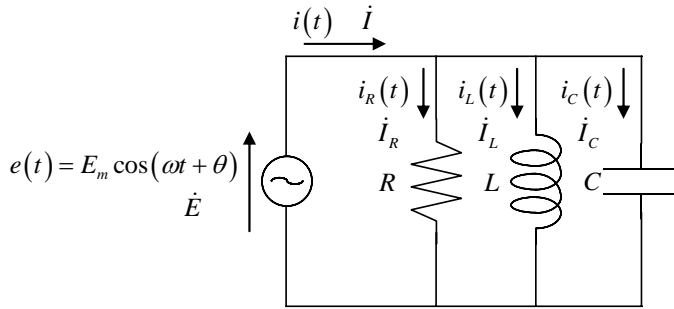 i(t) İ
i_R(t) i_L(t) i_C(t)
İ_R İ_L İ_C
e(t) = E_m cos(ωt + θ)
R L C
Ė